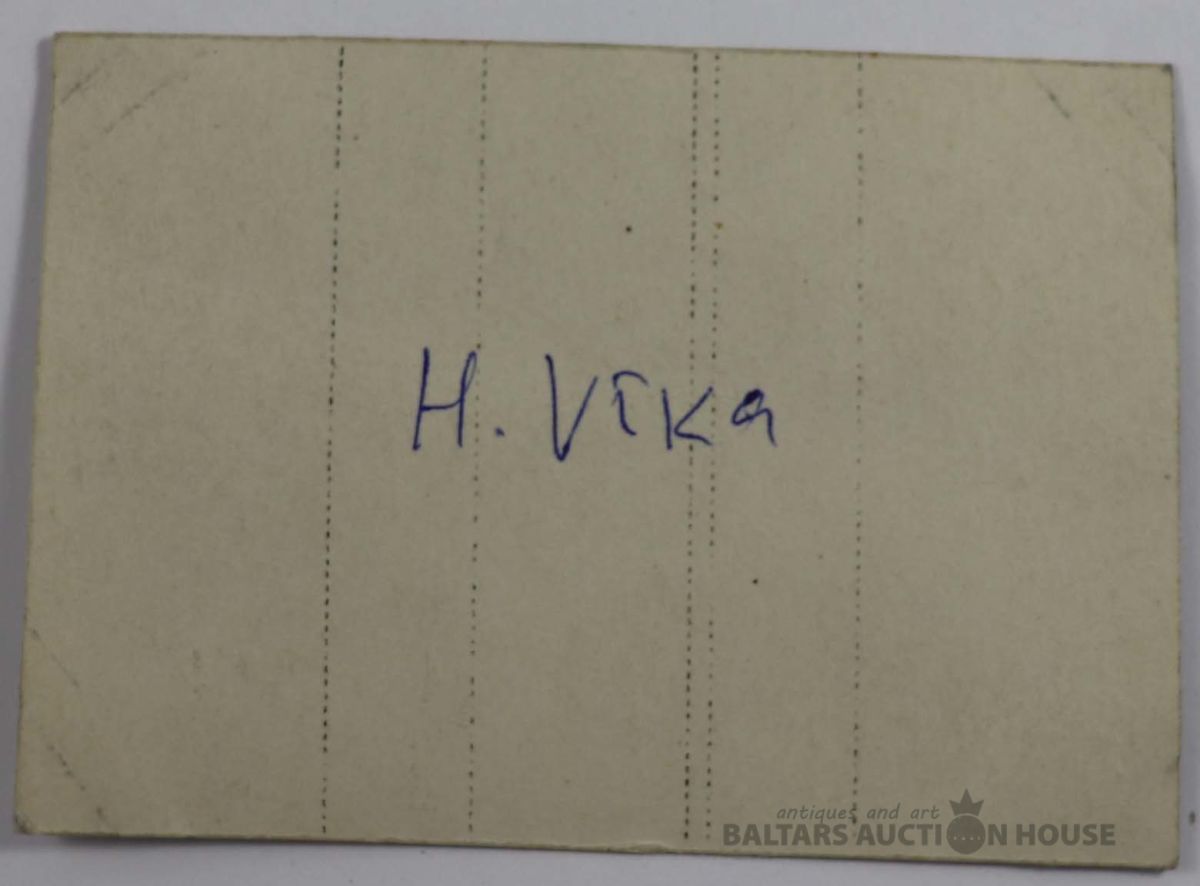 H. Vīka
antiques and art
BALTARS AUCTION HOUSE